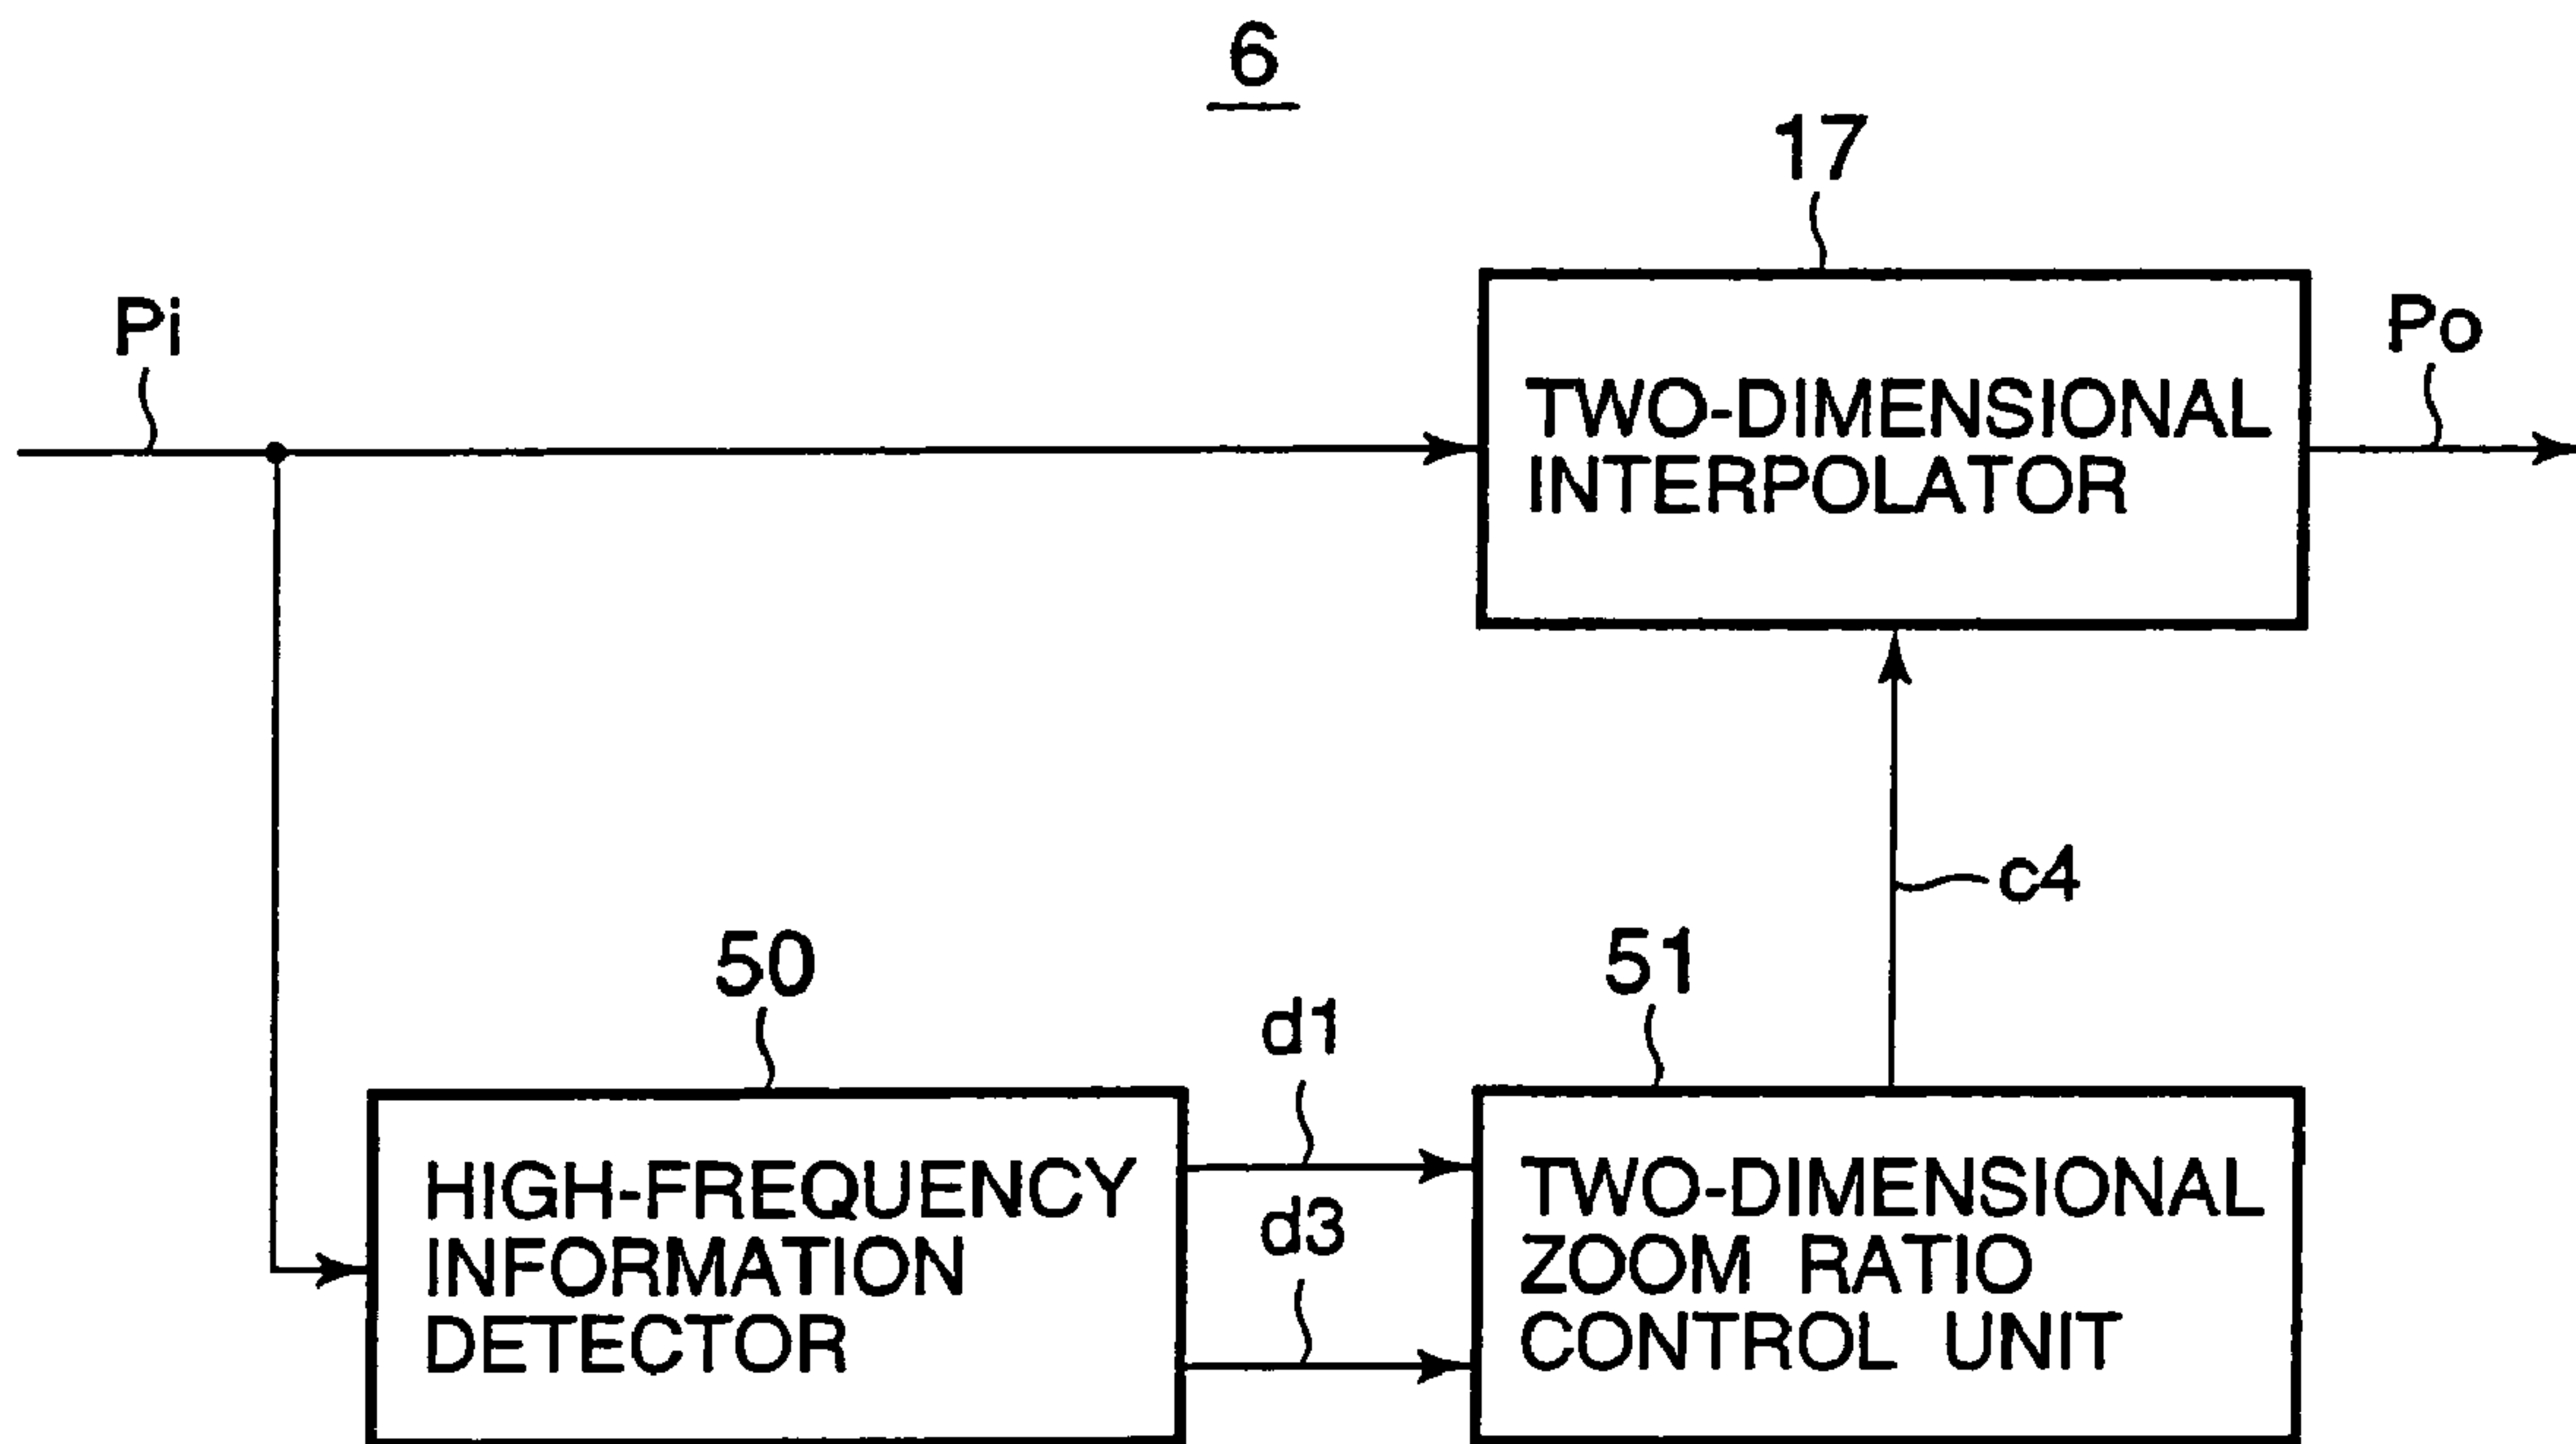 6
17
Pi
Po
TWO-DIMENSIONAL
INTERPOLATOR
c4
50
51
d1
HIGH-FREQUENCY
INFORMATION
DETECTOR
d3
TWO-DIMENSIONAL
ZOOM RATIO
CONTROL UNIT